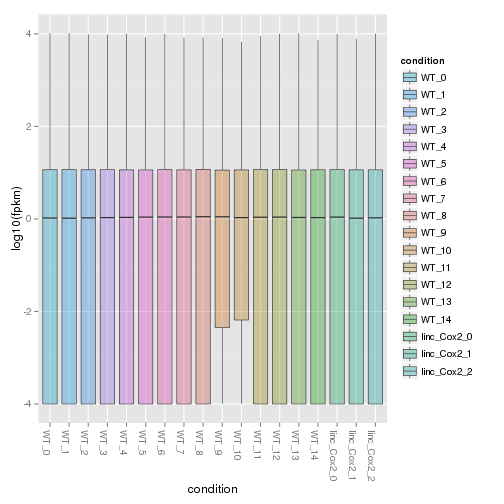 4
2
0
-2
-4
log10(fpkm)
WT_0
WT_1
WT_2
WT_3
WT_4
WT_5
WT_6
WT_7
WT_8
WT_9
WT_10
WT_11
WT_12
WT_13
WT_14
linc_Cox2_0
linc_Cox2_1
linc_Cox2_2
condition
condition
WT_0
WT_1
WT_2
WT_3
WT_4
WT_5
WT_6
WT_7
WT_8
WT_9
WT_10
WT_11
WT_12
WT_13
WT_14
linc_Cox2_0
linc_Cox2_1
linc_Cox2_2